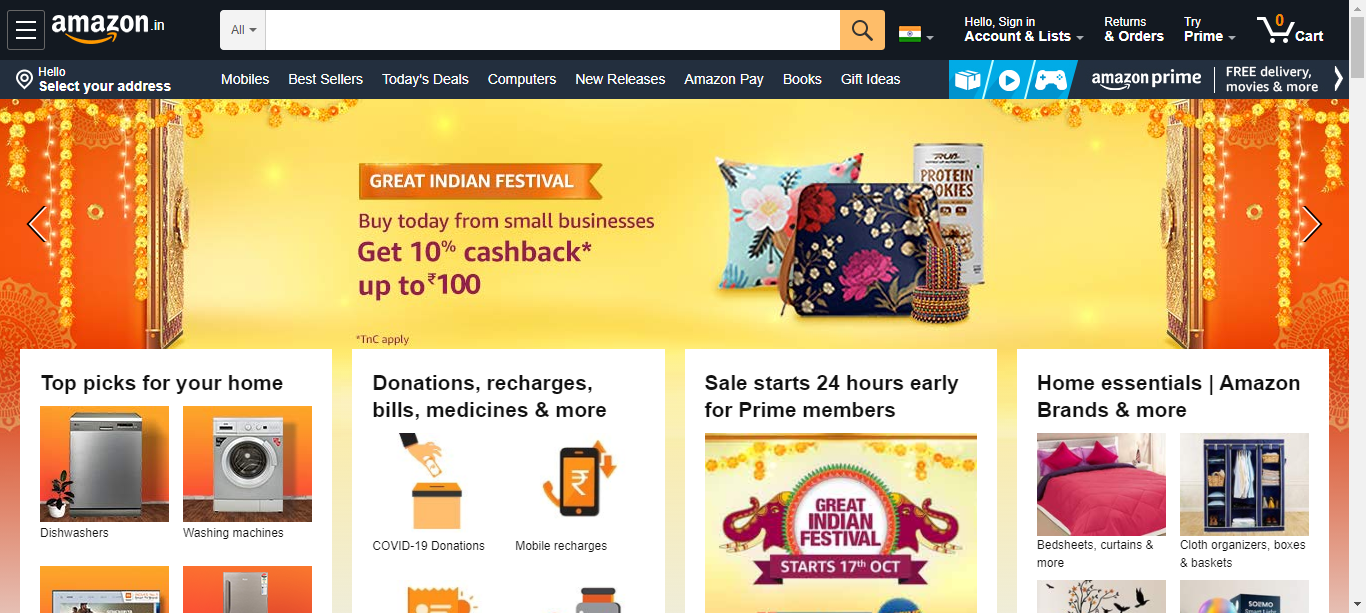 amazon.in
All
Hello, Sign in
Account & Lists
Returns
& Orders
Try
Prime
0
Cart
Hello
Select your address
Mobiles
Best Sellers
Today's Deals
Computers
New Releases
Amazon Pay
Books
Gift Ideas
amazon prime
FREE delivery,
movies & more
GREAT INDIAN FESTIVAL
Buy today from small businesses
Get 10% cashback*
up to ₹100
*TnC apply
PROTEIN
OOKIES
Top picks for your home
Dishwashers
Washing machines
Donations, recharges,
bills, medicines & more
₹
COVID-19 Donations
Mobile recharges
Sale starts 24 hours early
for Prime members
GREAT
INDIAN
FESTIVAL
STARTS 17th OCT
Home essentials | Amazon
Brands & more
Bedsheets, curtains &
more
Cloth organizers, boxes
& baskets